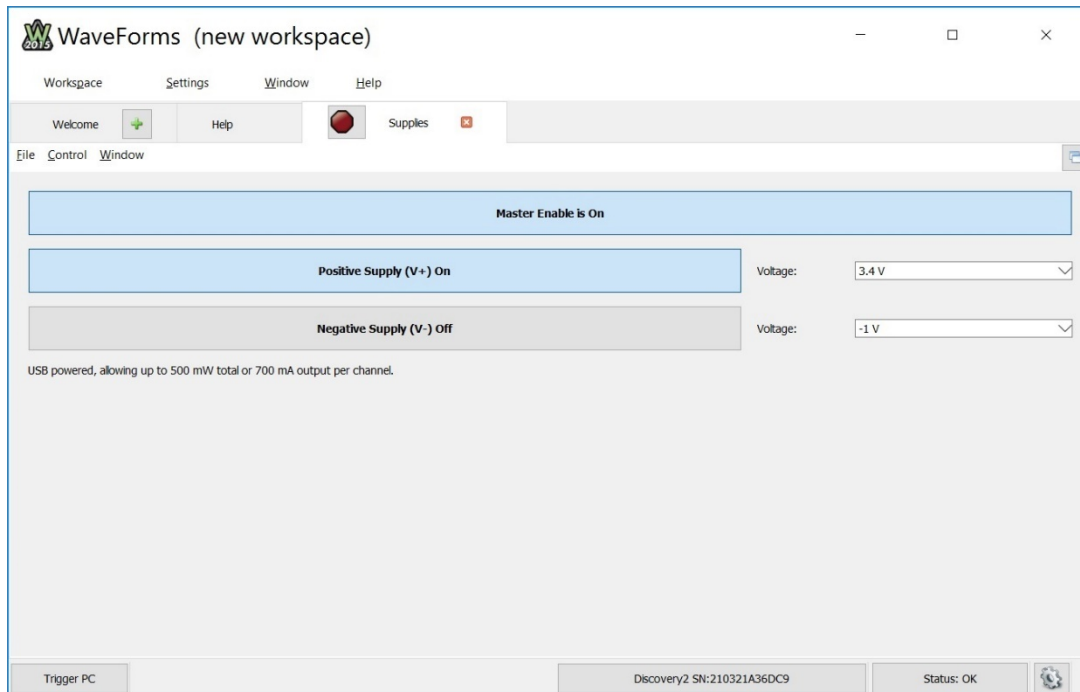 W
2015
WaveForms (new workspace)
Workspace Settings Window Help
Welcome Help Supplies
File Control Window
Master Enable is On
Positive Supply (V+) On Voltage: 3.4 V
Negative Supply (V-) Off Voltage: -1 V
USB powered, allowing up to 500 mW total or 700 mA output per channel.
Trigger PC Discovery2 SN:210321A36DC9 Status: OK